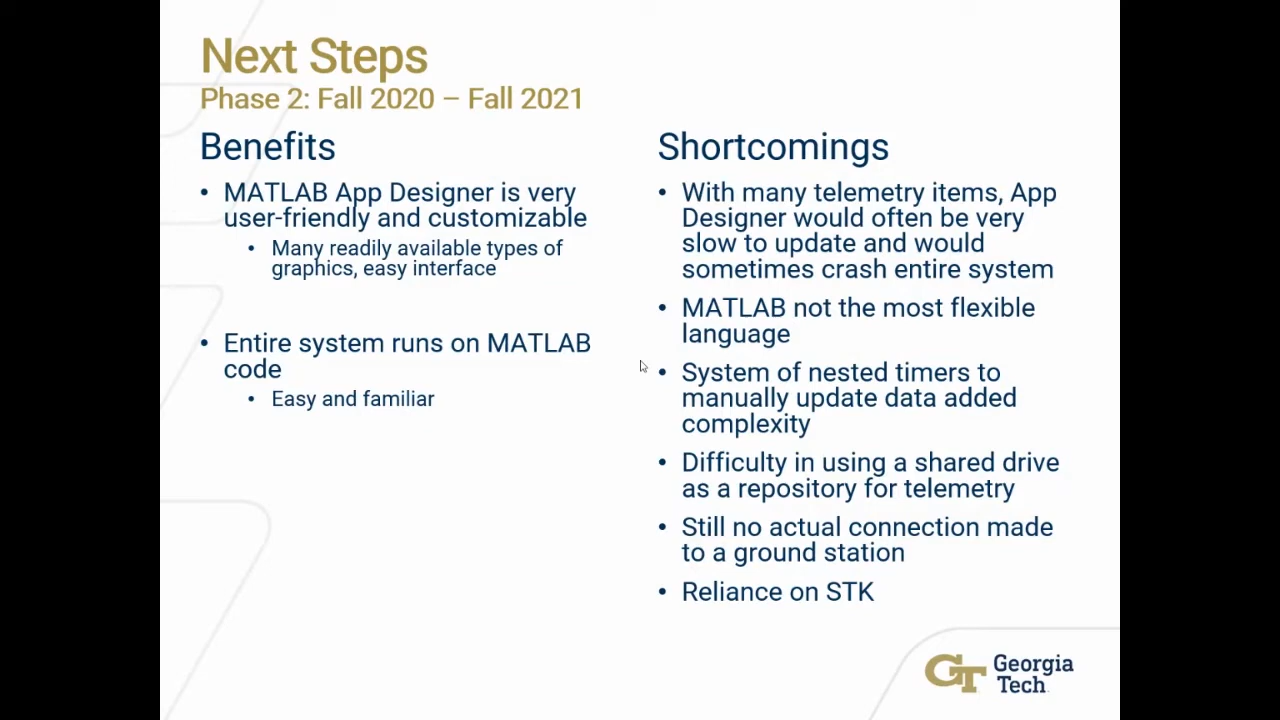 Next Steps
Phase 2: Fall 2020 – Fall 2021
Benefits
• MATLAB App Designer is very
user-friendly and customizable
• Many readily available types of
graphics, easy interface
• Entire system runs on MATLAB
code
• Easy and familiar
Shortcomings
• With many telemetry items, App
Designer would often be very
slow to update and would
sometimes crash entire system
• MATLAB not the most flexible
language
• System of nested timers to
manually update data added
complexity
• Difficulty in using a shared drive
as a repository for telemetry
• Still no actual connection made
to a ground station
• Reliance on STK
GT
Georgia
Tech